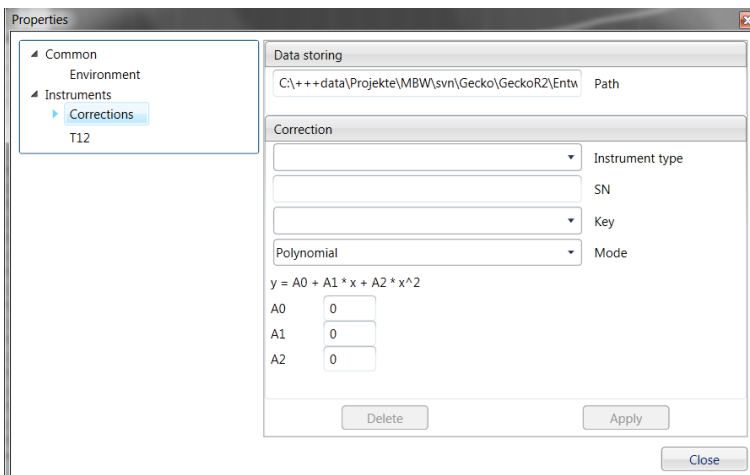 Properties
Common
Environment
Instruments
Corrections
T12
Data storing
C:\+++data\Projekte\MBW\svn\Gecko\GeckoR2\Entw Path
Correction
Instrument type
SN
Key
Polynomial Mode
y = A0 + A1 * x + A2 * x^2
A0 0
A1 0
A2 0
Delete Apply
Close